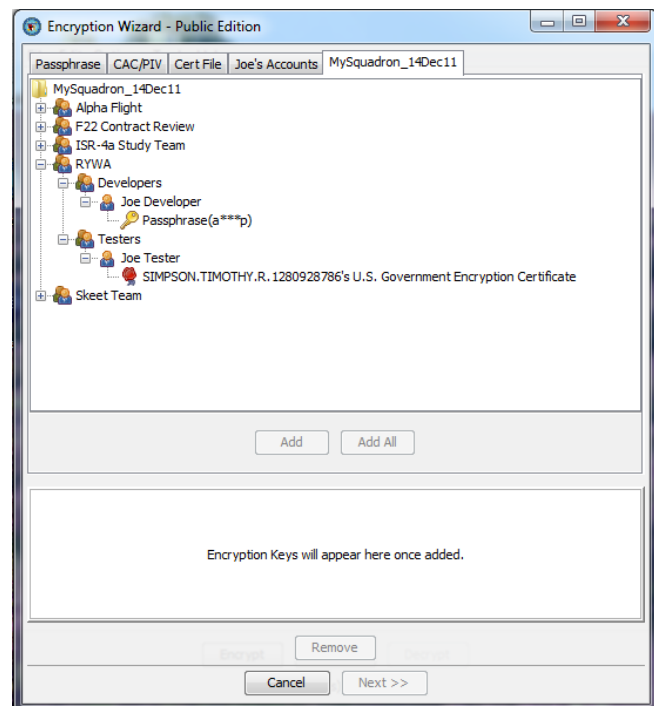 Encryption Wizard - Public Edition
Passphrase CAC/PIV Cert File Joe's Accounts MySquadron_14Dec11
MySquadron_14Dec11
Alpha Flight
F22 Contract Review
ISR-4a Study Team
RYWA
Developers
Joe Developer
Passphrase(a***p)
Testers
Joe Tester
SIMPSON.TIMOTHY.R.1280928786's U.S. Government Encryption Certificate
Skeet Team
Add Add All
Encryption Keys will appear here once added.
Encrypt Remove Decrypt
Cancel Next >>